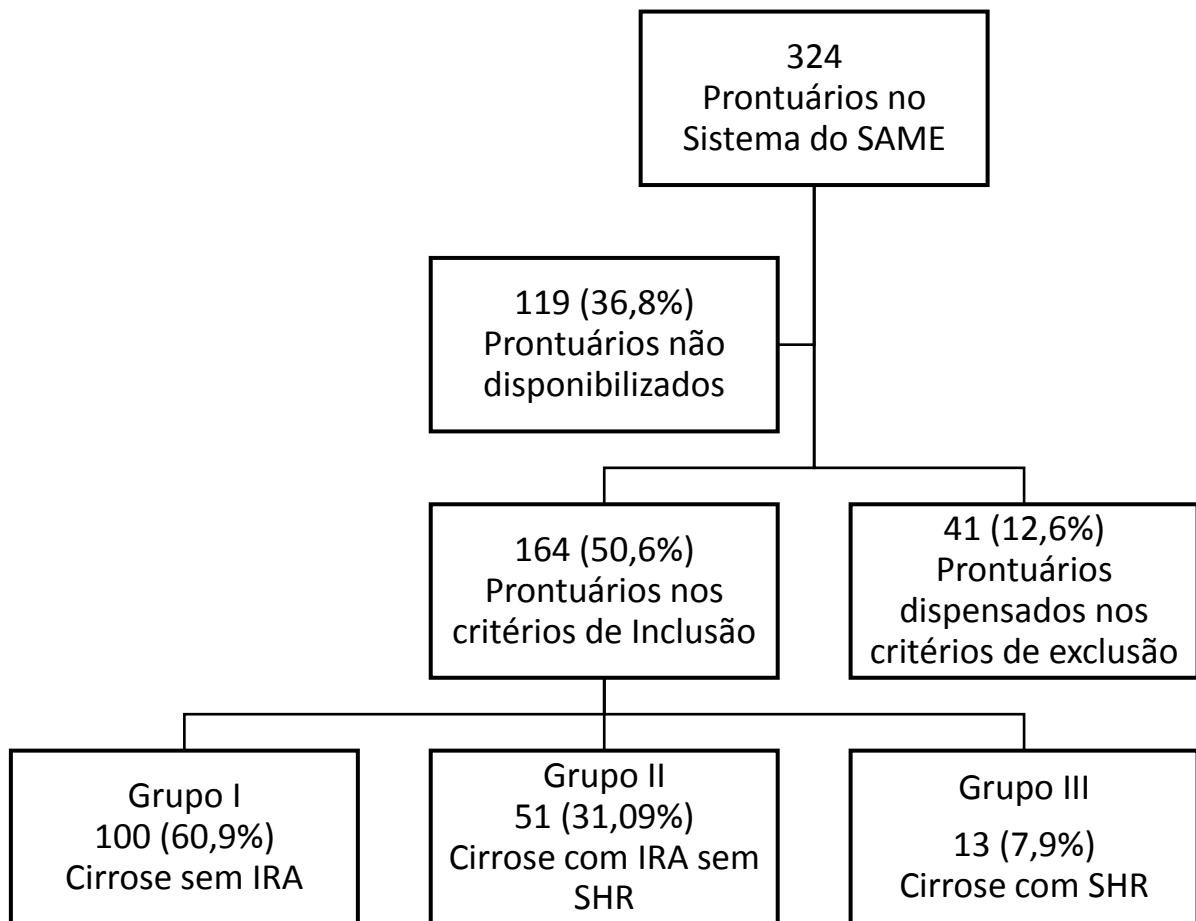 324
Prontuários no
Sistema do SAME
119 (36,8%)
Prontuários não
disponibilizados
164 (50,6%)
Prontuários nos
critérios de Inclusão
41 (12,6%)
Prontuários
dispensados nos
critérios de exclusão
Grupo I
100 (60,9%)
Cirrose sem IRA
Grupo II
51 (31,09%)
Cirrose com IRA sem
SHR
Grupo III
13 (7,9%)
Cirrose com SHR